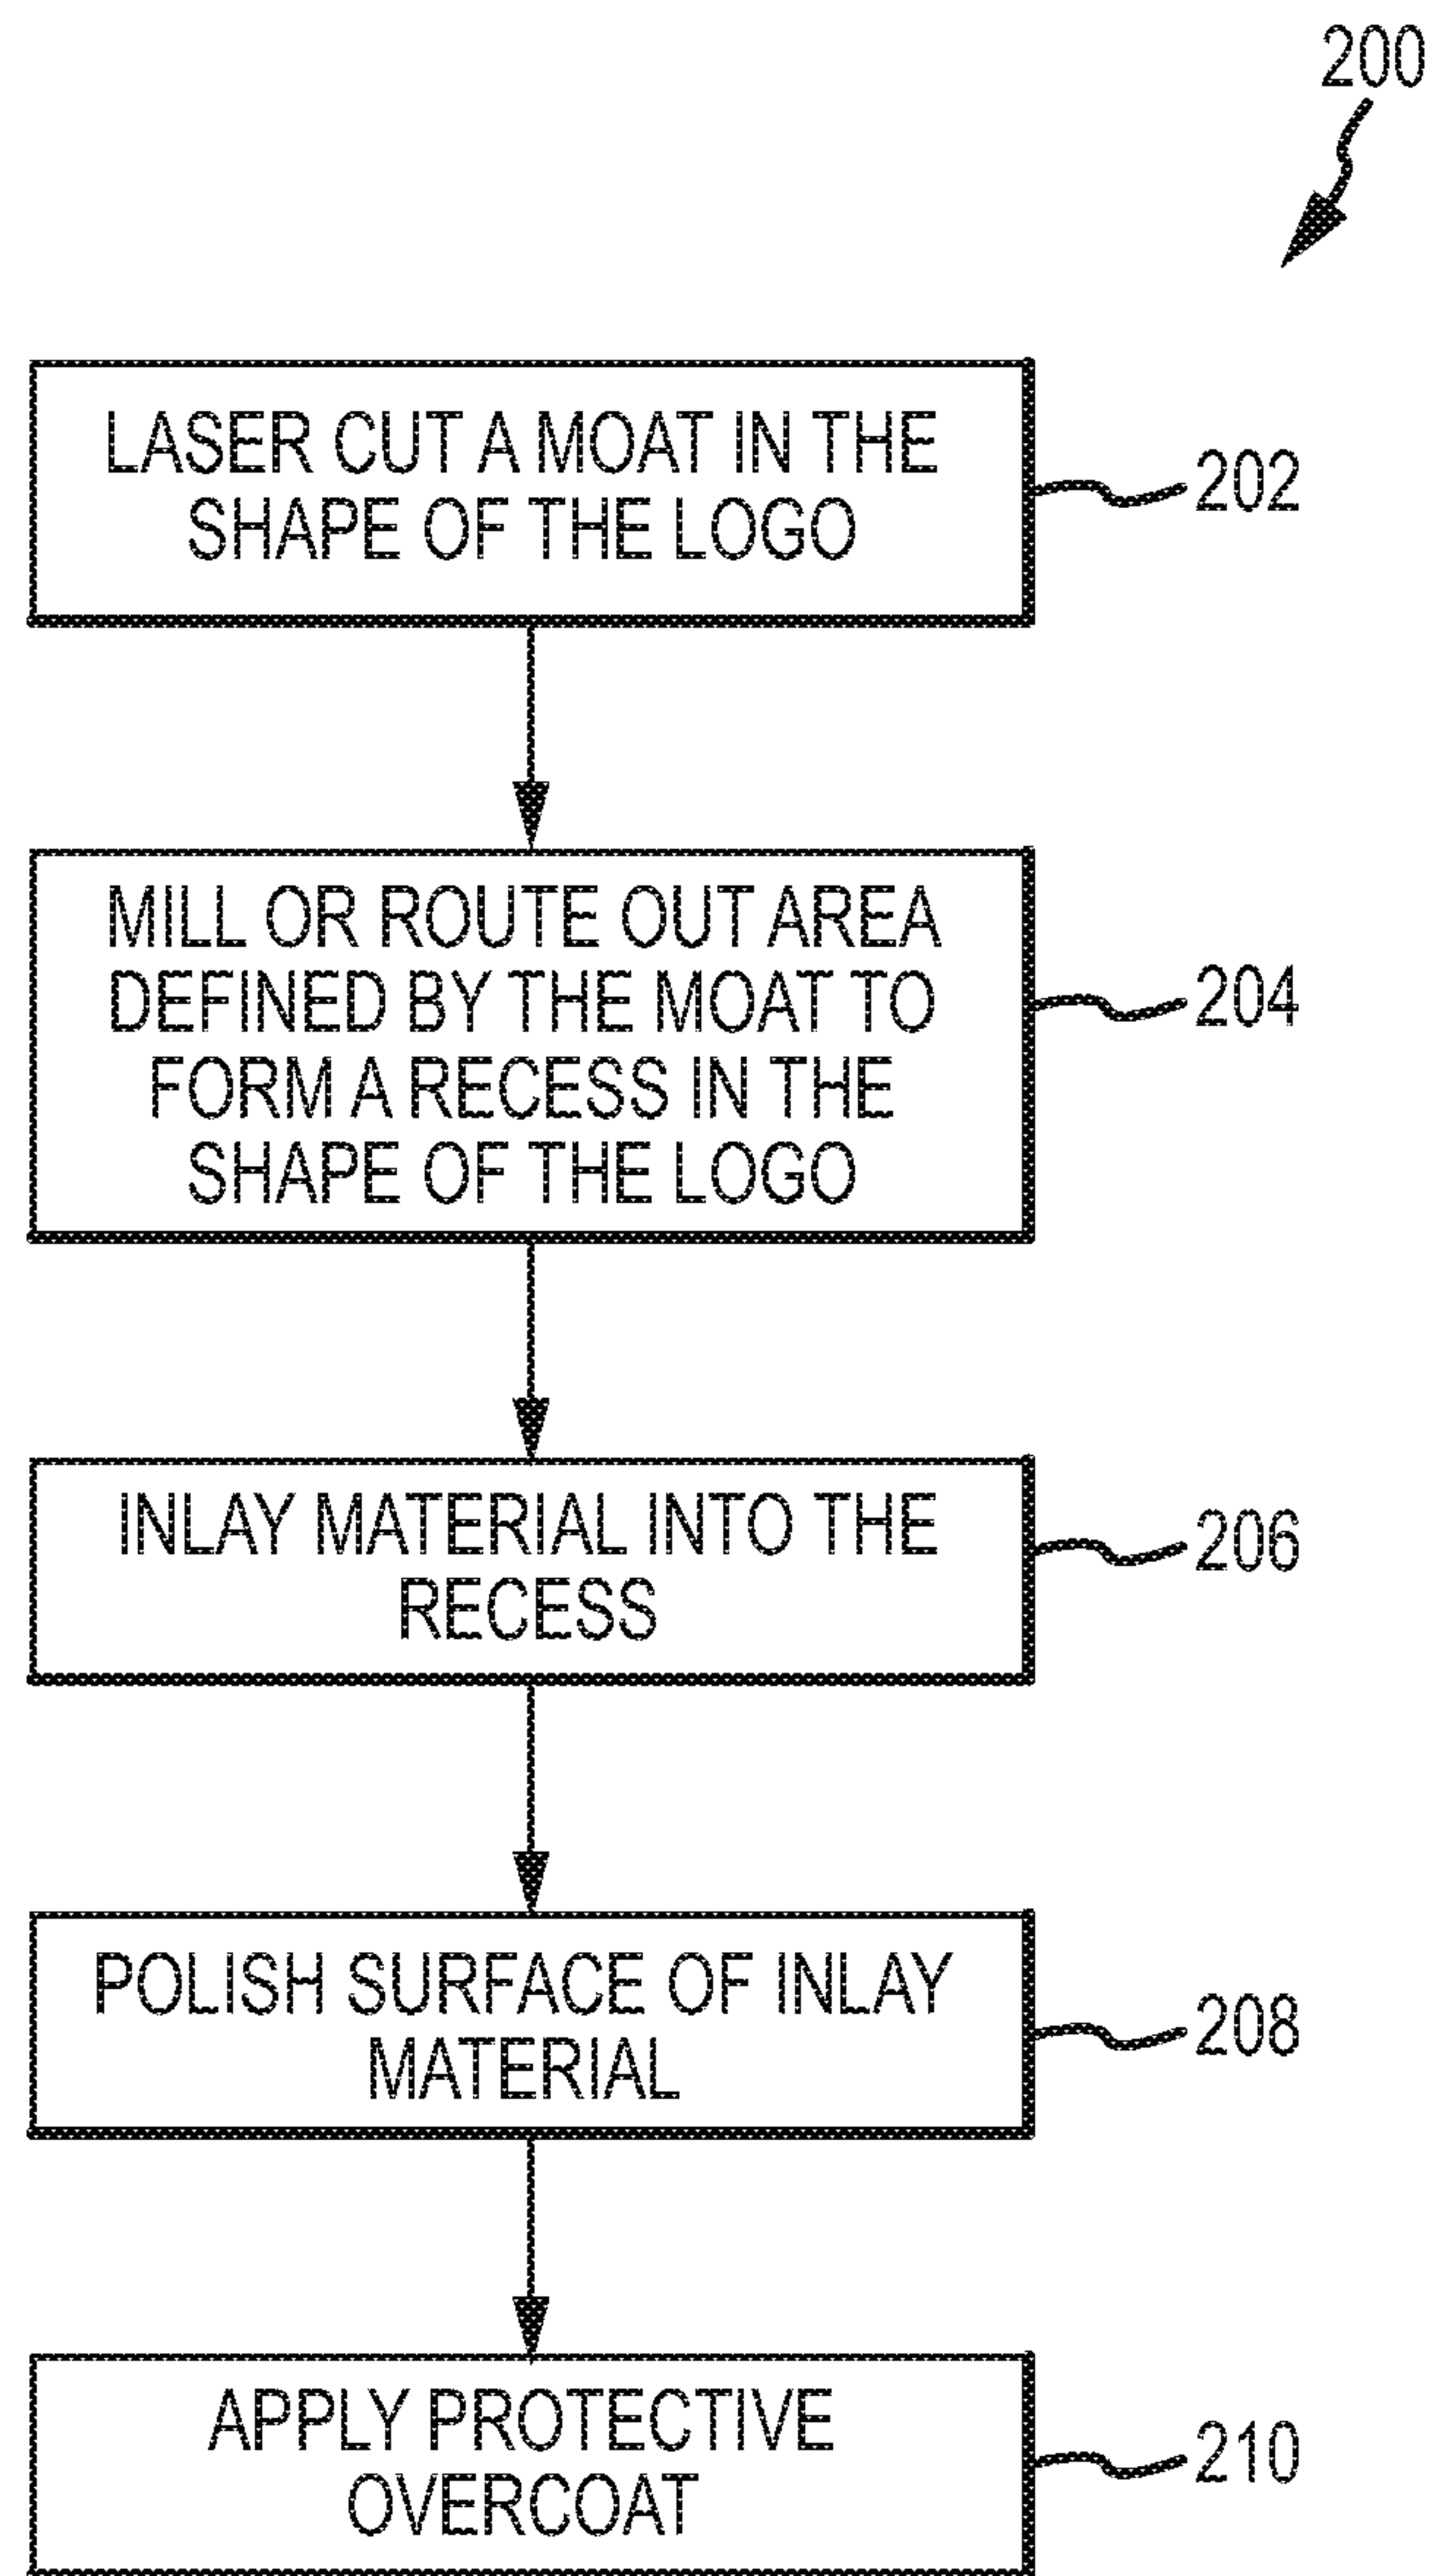 200
LASER CUT A MOAT IN THE
SHAPE OF THE LOGO
202
MILL OR ROUTE OUT AREA
DEFINED BY THE MOAT TO
FORM A RECESS IN THE
SHAPE OF THE LOGO
204
INLAY MATERIAL INTO THE
RECESS
206
POLISH SURFACE OF INLAY
MATERIAL
208
APPLY PROTECTIVE
OVERCOAT
210